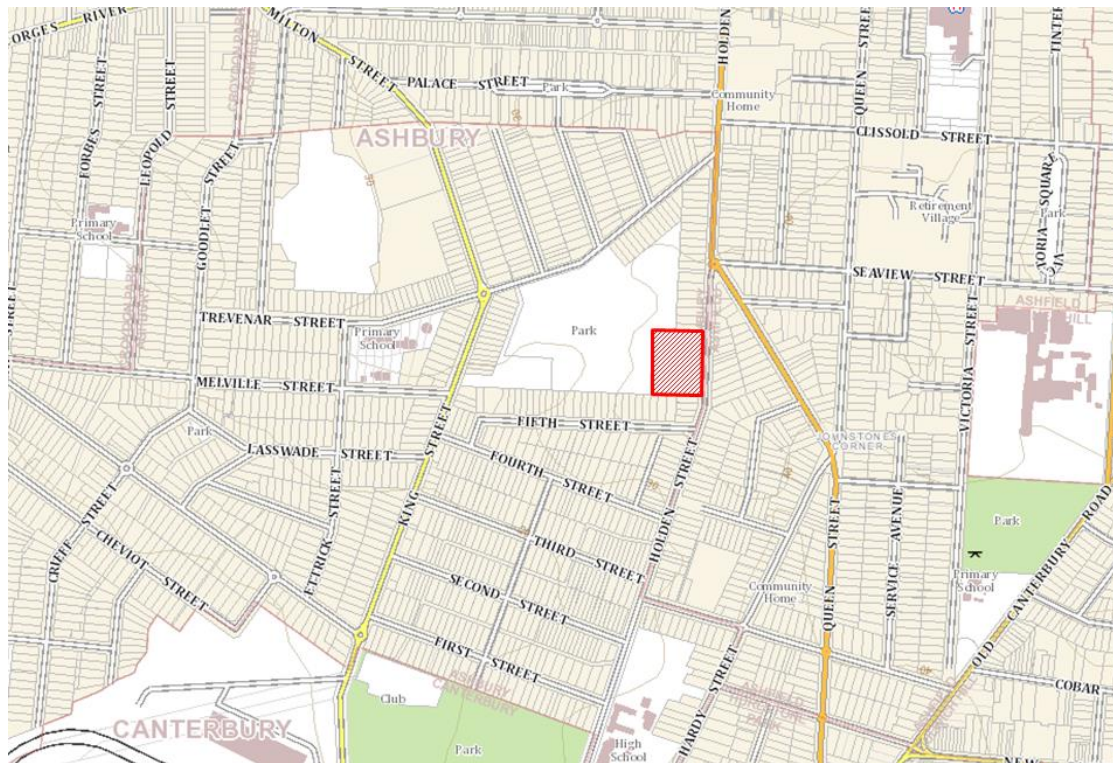 ORGES RIVER
MILTON STREET
HOLDEN
QUEEN STREET
TINTER
PALACE STREET
Park
Community
Home
CLISSOLD STREET
ASHBURY
FORBES STREET
LEOPOLD STREET
GOODLET STREET
Primary
School
Retirement
Village
VICTORIA SQUARE
Park
SEAVIEW STREET
ASHFIELD
TREVENAR STREET
Primary
School
Park
VICTORIA STREET
MELVILLE STREET
FIFTH STREET
JOHNSTONES
CORNER
Park
LASSWADE STREET
KING STREET
FOURTH STREET
HOLDEN STREET
CRIEFF STREET
CHEVIOT STREET
ETTRICK STREET
THIRD STREET
SECOND STREET
FIRST STREET
QUEEN STREET
SERVICE AVENUE
Park
OLD CANTERBURY ROAD
Primary
School
Community
Home
ASHBURY
CANTERBURY
COBAR
Club
CANTERBURY
Park
High
School
HARDY STREET
NEW